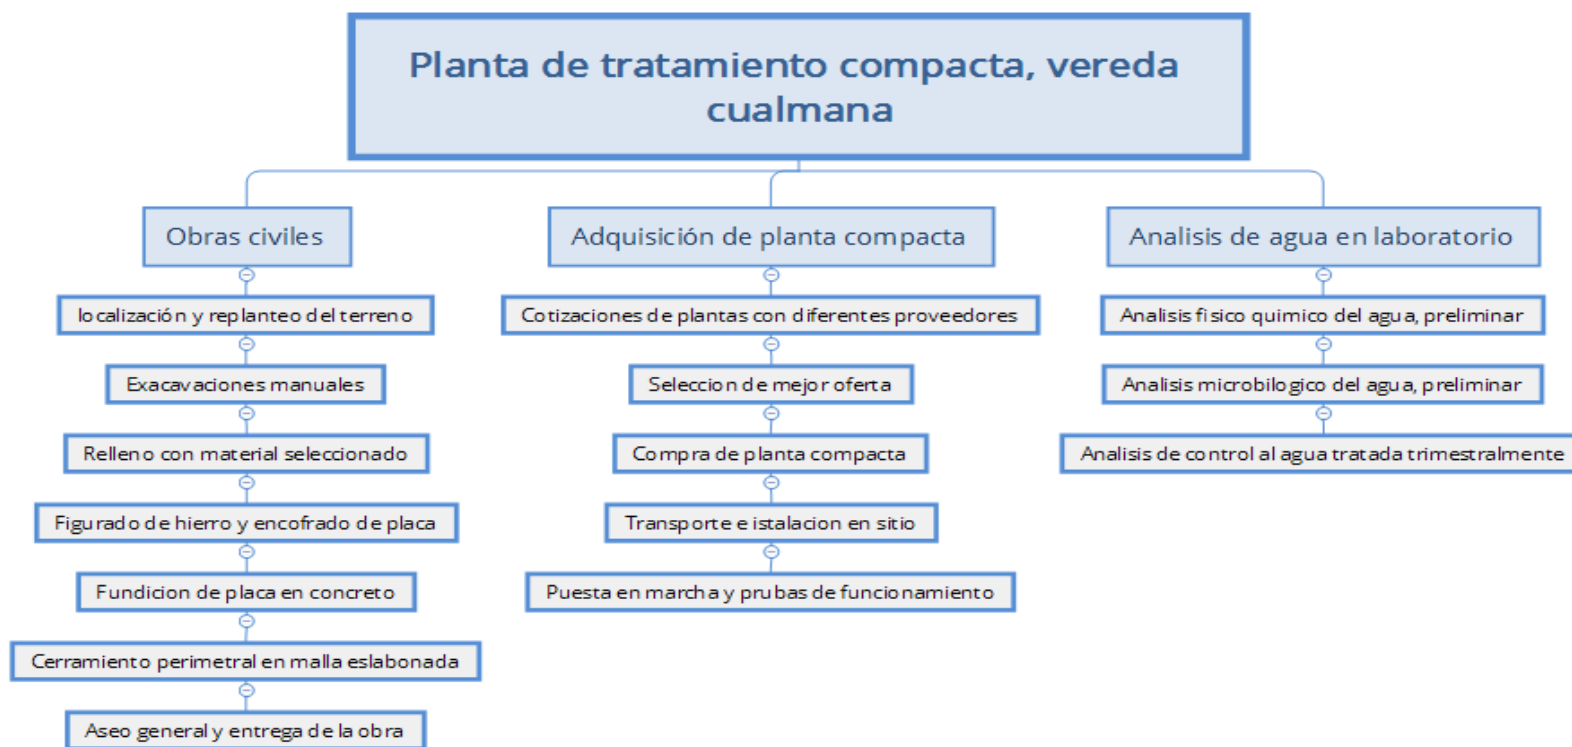 Planta de tratamiento compacta, vereda
cualmana
Obras civiles
localización y replanteo del terreno
Exacavaciones manuales
Relleno con material seleccionado
Figurado de hierro y encofrado de placa
Fundicion de placa en concreto
Cerramiento perimetral en malla eslabonada
Aseo general y entrega de la obra
Adquisición de planta compacta
Cotizaciones de plantas con diferentes proveedores
Seleccion de mejor oferta
Compra de planta compacta
Transporte e istalacion en sitio
Puesta en marcha y prubas de funcionamiento
Analisis de agua en laboratorio
Analisis fisico quimico del agua, preliminar
Analisis microbilogico del agua, preliminar
Analisis de control al agua tratada trimestralmente